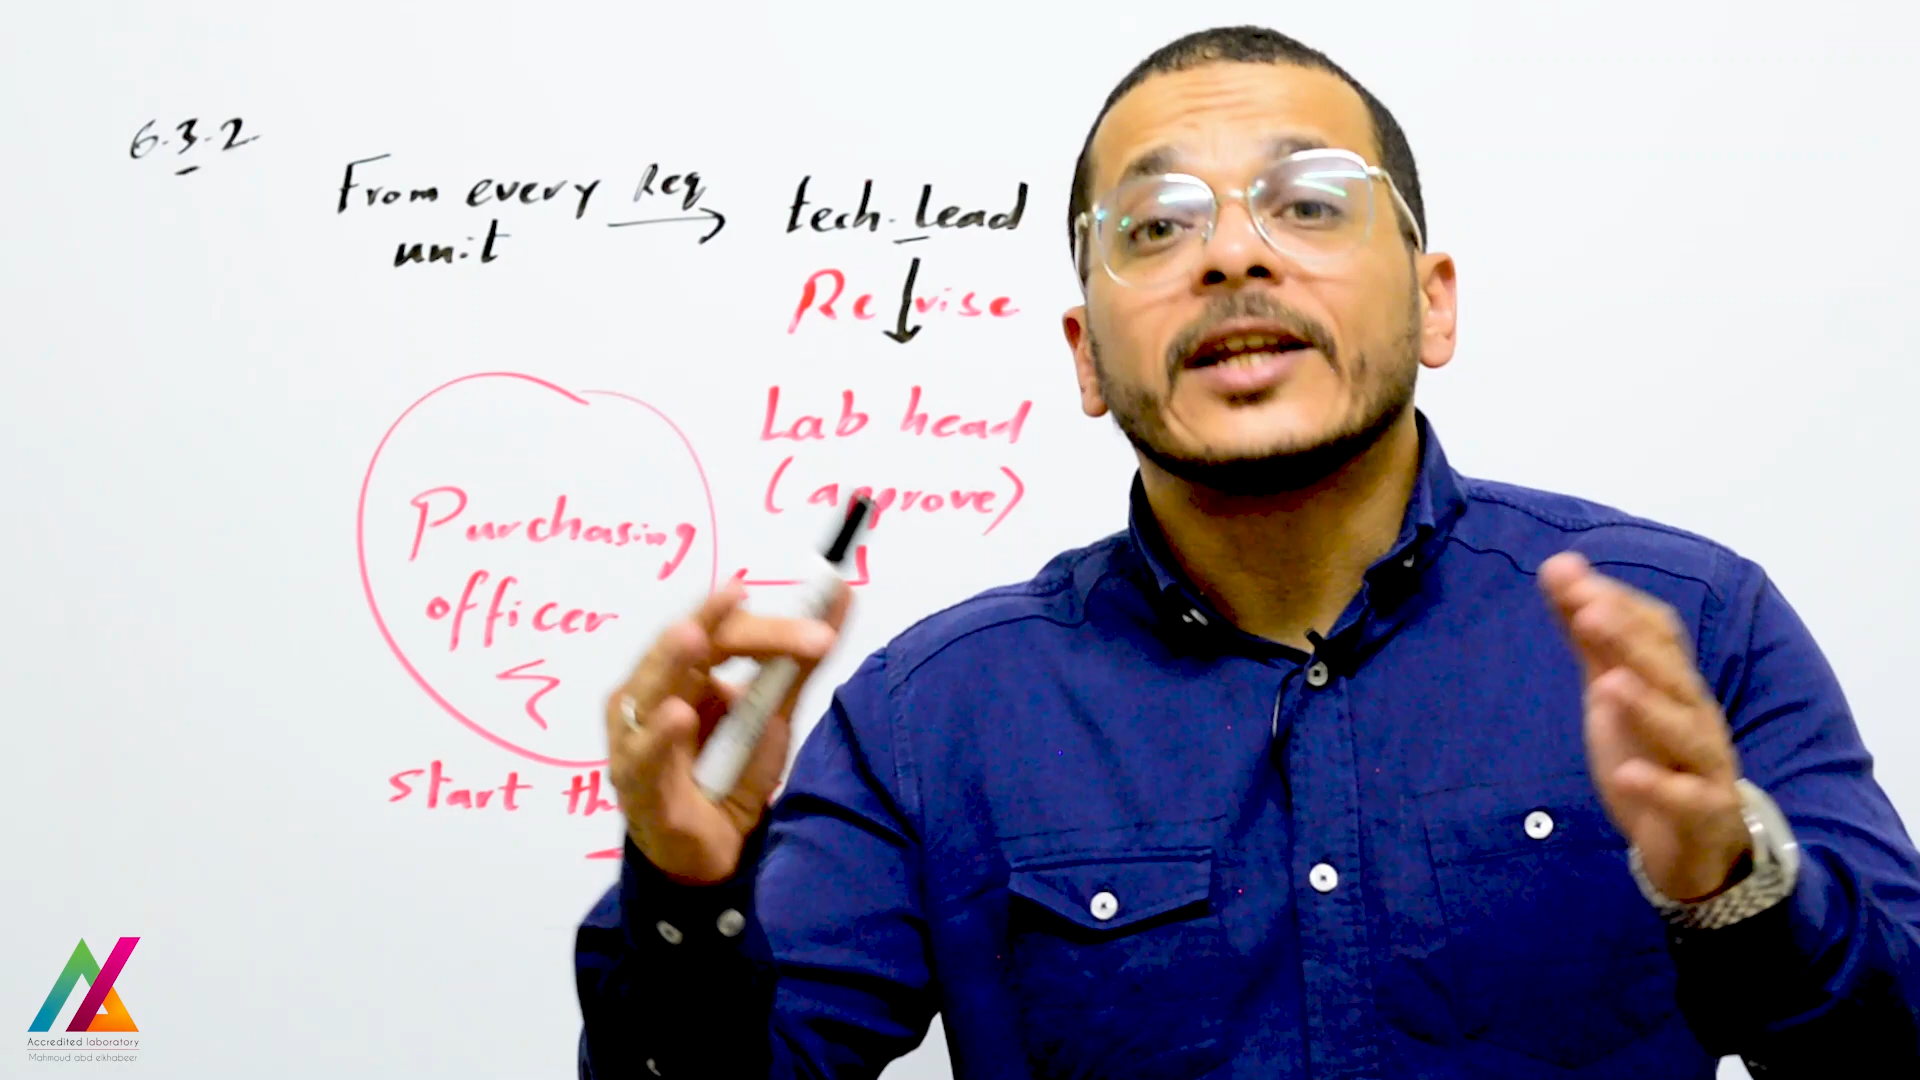 6.3.2
From every Req tech. lead
unit
Revise
Lab head
(approve)
Purchasing
officer
start
Accredited laboratory
Mahmoud abd elkhabeer